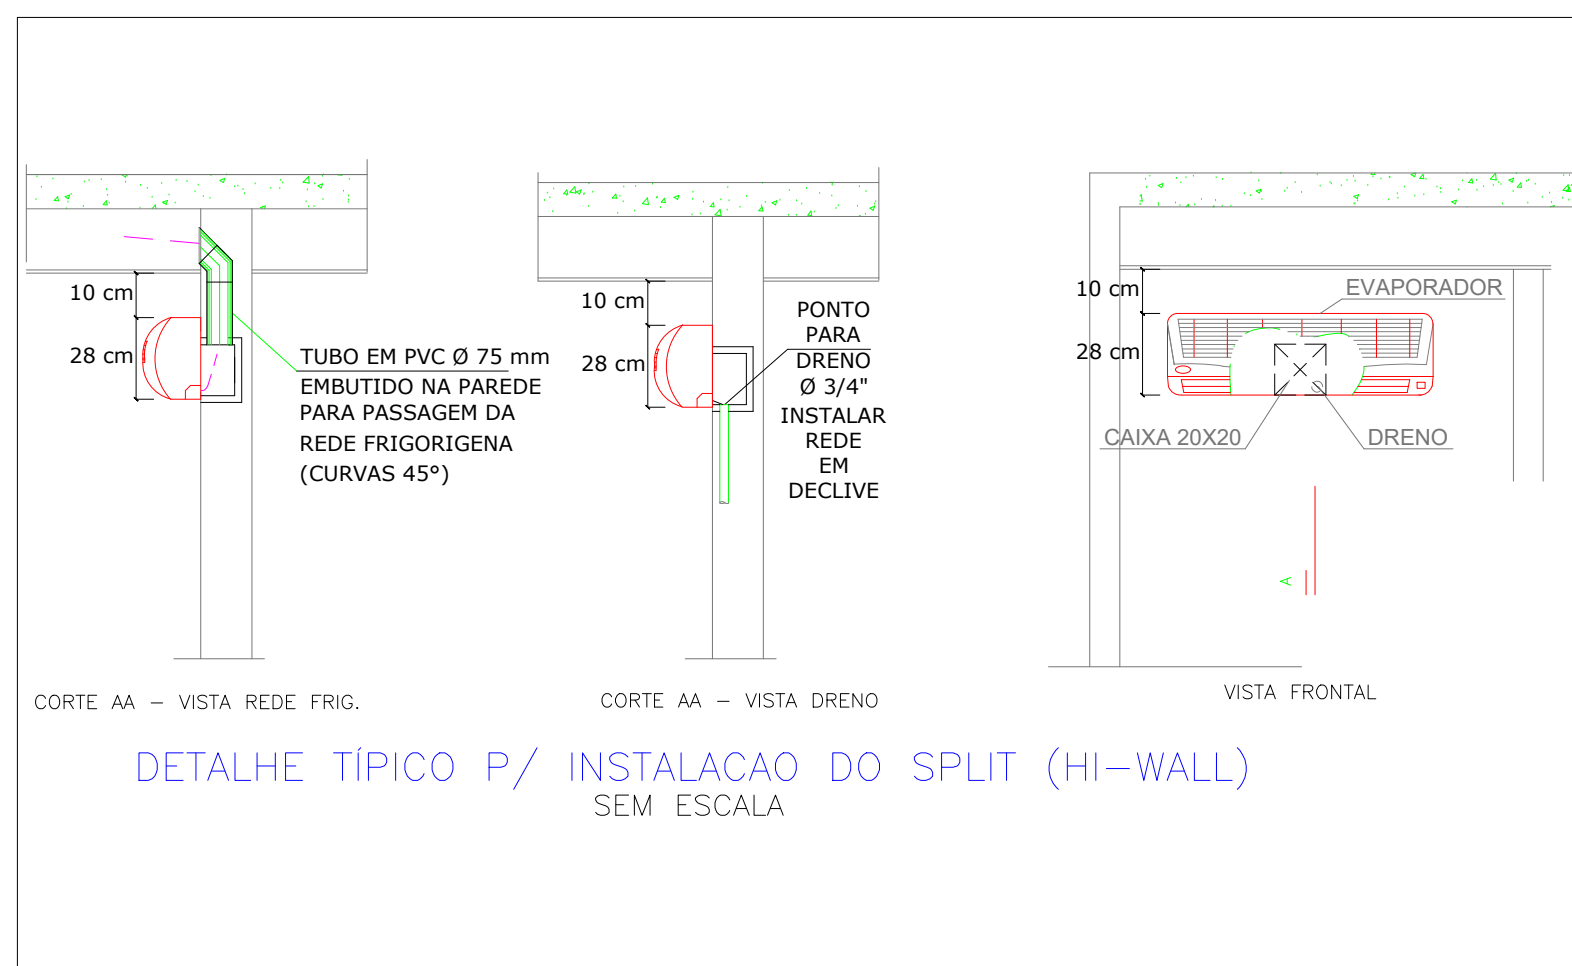 10 cm
28 cm
TUBO EM PVC Ø 75 mm
EMBUTIDO NA PAREDE
PARA PASSAGEM DA
REDE FRIGORIGENA
(CURVAS 45°)
CORTE AA – VISTA REDE FRIG.
10 cm
28 cm
PONTO
PARA
DRENO
Ø 3/4"
INSTALAR
REDE
EM
DECLIVE
CORTE AA – VISTA DRENO
10 cm
28 cm
EVAPORADOR
CAIXA 20X20
DRENO
A
VISTA FRONTAL
DETALHE TÍPICO P/ INSTALACAO DO SPLIT (HI–WALL)
SEM ESCALA